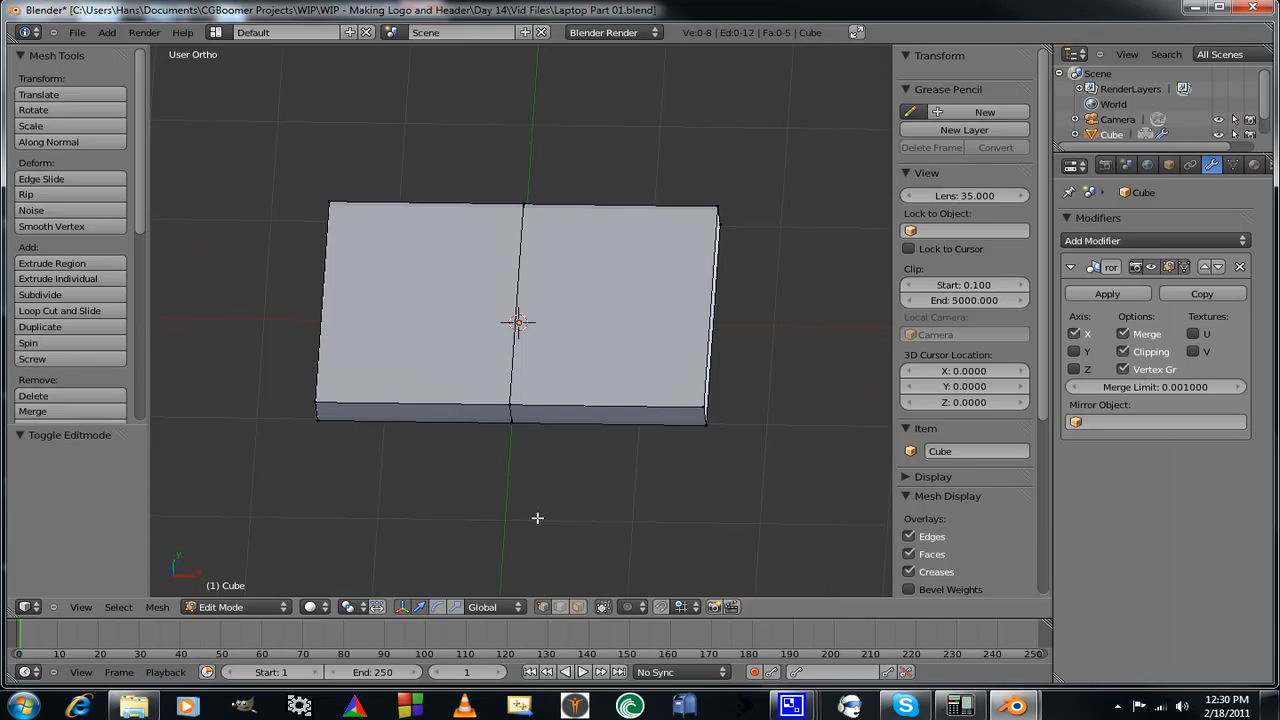 Blender* [C:\Users\Hans\Documents\CGBoomer Projects\WIP\WIP - Making Logo and Header\Day 14\Vid Files\Laptop Part 01.blend]
File Add Render Help Default Scene Blender Render Ve:0-8 | Ed:0-12 | Fa:0-5 | Cube
Mesh Tools
Transform:
Translate
Rotate
Scale
Along Normal
Deform:
Edge Slide
Rip
Noise
Smooth Vertex
Add:
Extrude Region
Extrude Individual
Subdivide
Loop Cut and Slide
Duplicate
Spin
Screw
Remove:
Delete
Merge
Toggle Editmode
User Ortho
y
x
(1) Cube
Transform
Grease Pencil
New
New Layer
Delete Frame Convert
View
Lens: 35.000
Lock to Object:
Lock to Cursor
Clip:
Start: 0.100
End: 5000.000
Local Camera:
Camera
3D Cursor Location:
X: 0.0000
Y: 0.0000
Z: 0.0000
Item
Cube
Display
Mesh Display
Overlays:
Edges
Faces
Creases
Bevel Weights
View Search All Scenes
Scene
RenderLayers
World
Camera
Cube
Cube
Modifiers
Add Modifier
ror
Apply Copy
Axis: Options: Textures:
X Merge U
Y Clipping V
Z Vertex Gr
Merge Limit: 0.001000
Mirror Object:
View Select Mesh Edit Mode Global
0 10 20 30 40 50 60 70 80 90 100 110 120 130 140 150 160 170 180 190 200 210 220 230 240 250
View Frame Playback Start: 1 End: 250 1 No Sync
12:30 PM
2/18/2011